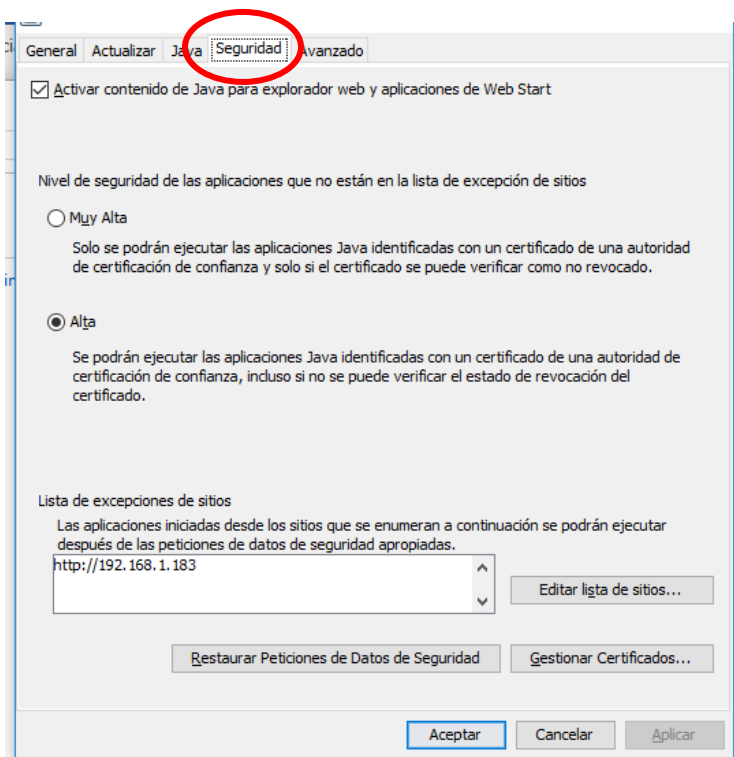 General Actualizar Java Seguridad Avanzado
Activar contenido de Java para explorador web y aplicaciones de Web Start
Nivel de seguridad de las aplicaciones que no están en la lista de excepción de sitios
Muy Alta
Solo se podrán ejecutar las aplicaciones Java identificadas con un certificado de una autoridad
de certificación de confianza y solo si el certificado se puede verificar como no revocado.
Alta
Se podrán ejecutar las aplicaciones Java identificadas con un certificado de una autoridad de
certificación de confianza, incluso si no se puede verificar el estado de revocación del
certificado.
Lista de excepciones de sitios
Las aplicaciones iniciadas desde los sitios que se enumeran a continuación se podrán ejecutar
después de las peticiones de datos de seguridad apropiadas.
http://192.168.1.183
Editar lista de sitios...
Restaurar Peticiones de Datos de Seguridad Gestionar Certificados...
Aceptar Cancelar Aplicar